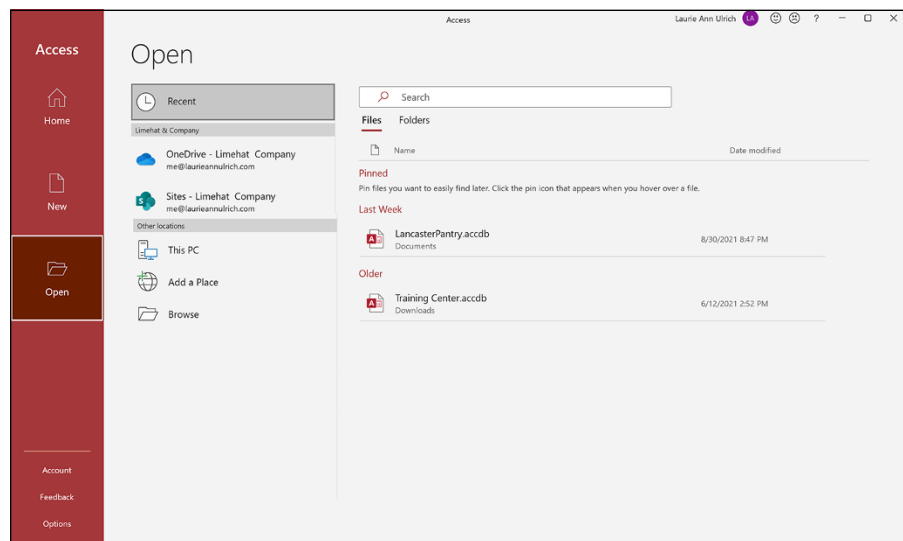 Access
Laurie Ann Ulrich LA ?
Access
Home
New
Open
Account
Feedback
Options
Open
Recent
Limehat & Company
OneDrive - Limehat Company
me@laurieannulrich.com
Sites - Limehat Company
me@laurieannulrich.com
Other locations
This PC
Add a Place
Browse
Search
Files Folders
Name Date modified
Pinned
Pin files you want to easily find later. Click the pin icon that appears when you hover over a file.
Last Week
LancasterPantry.accdb 8/30/2021 8:47 PM
Documents
Older
Training Center.accdb 6/12/2021 2:52 PM
Downloads